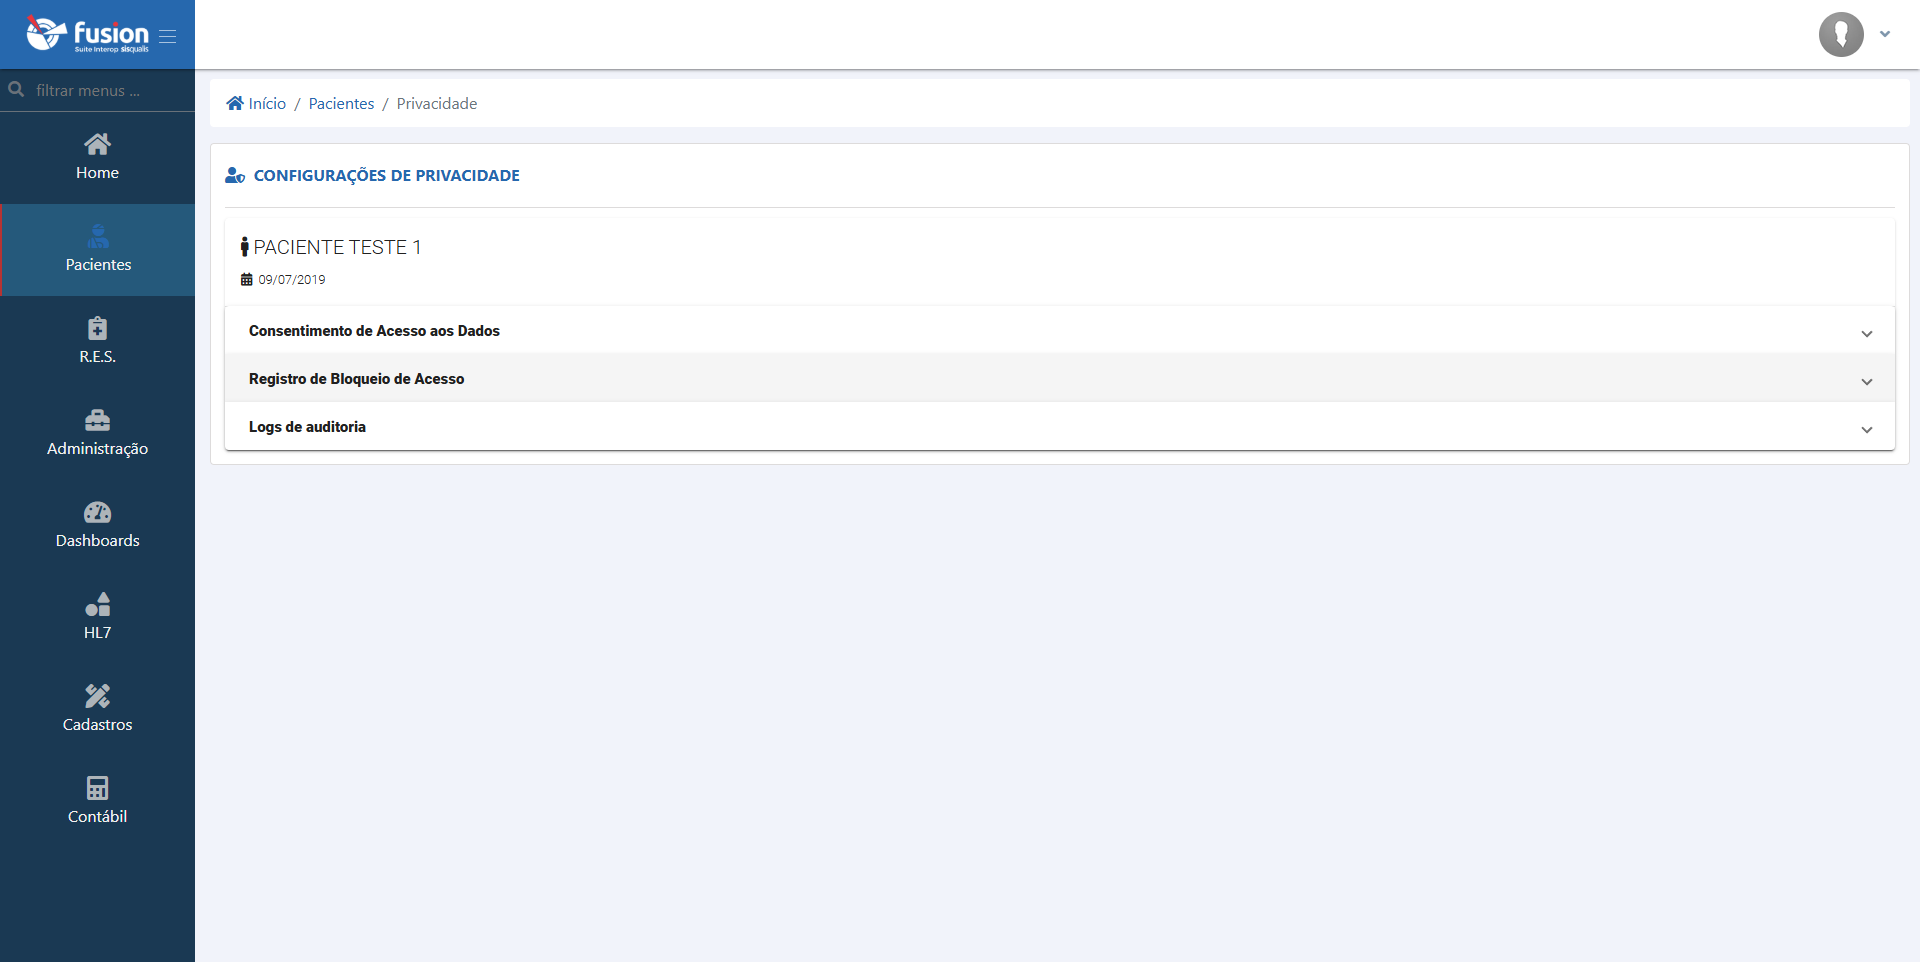 fusion
Suite Interop sisqualis
filtrar menus ...
Home
Pacientes
R.E.S.
Administração
Dashboards
HL7
Cadastros
Contábil
Início / Pacientes / Privacidade
CONFIGURAÇÕES DE PRIVACIDADE
PACIENTE TESTE 1
09/07/2019
Consentimento de Acesso aos Dados
Registro de Bloqueio de Acesso
Logs de auditoria